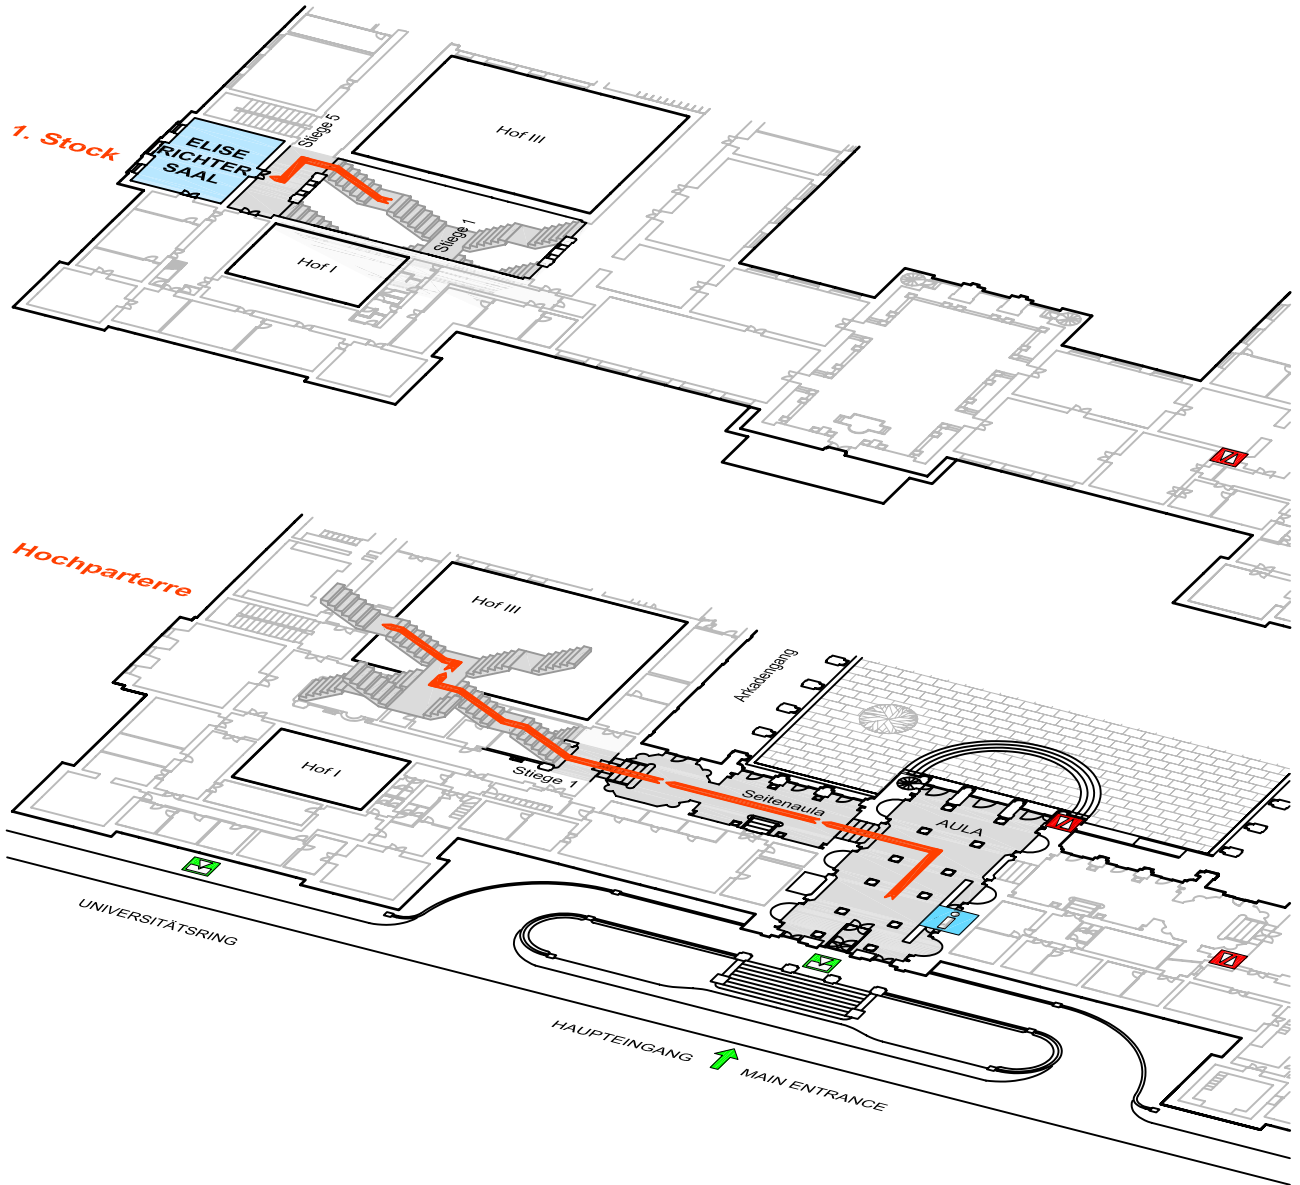 Stiege 5
Hof III
1. Stock
ELISE
RICHTER
SAAL
Stiege 1
Hof I
Hochparterre
Hof III
Arkadengang
Hof I
Stiege 1
Seitenaula
AULA
i
UNIVERSITÄTSRING
HAUPTEINGANG
MAIN ENTRANCE